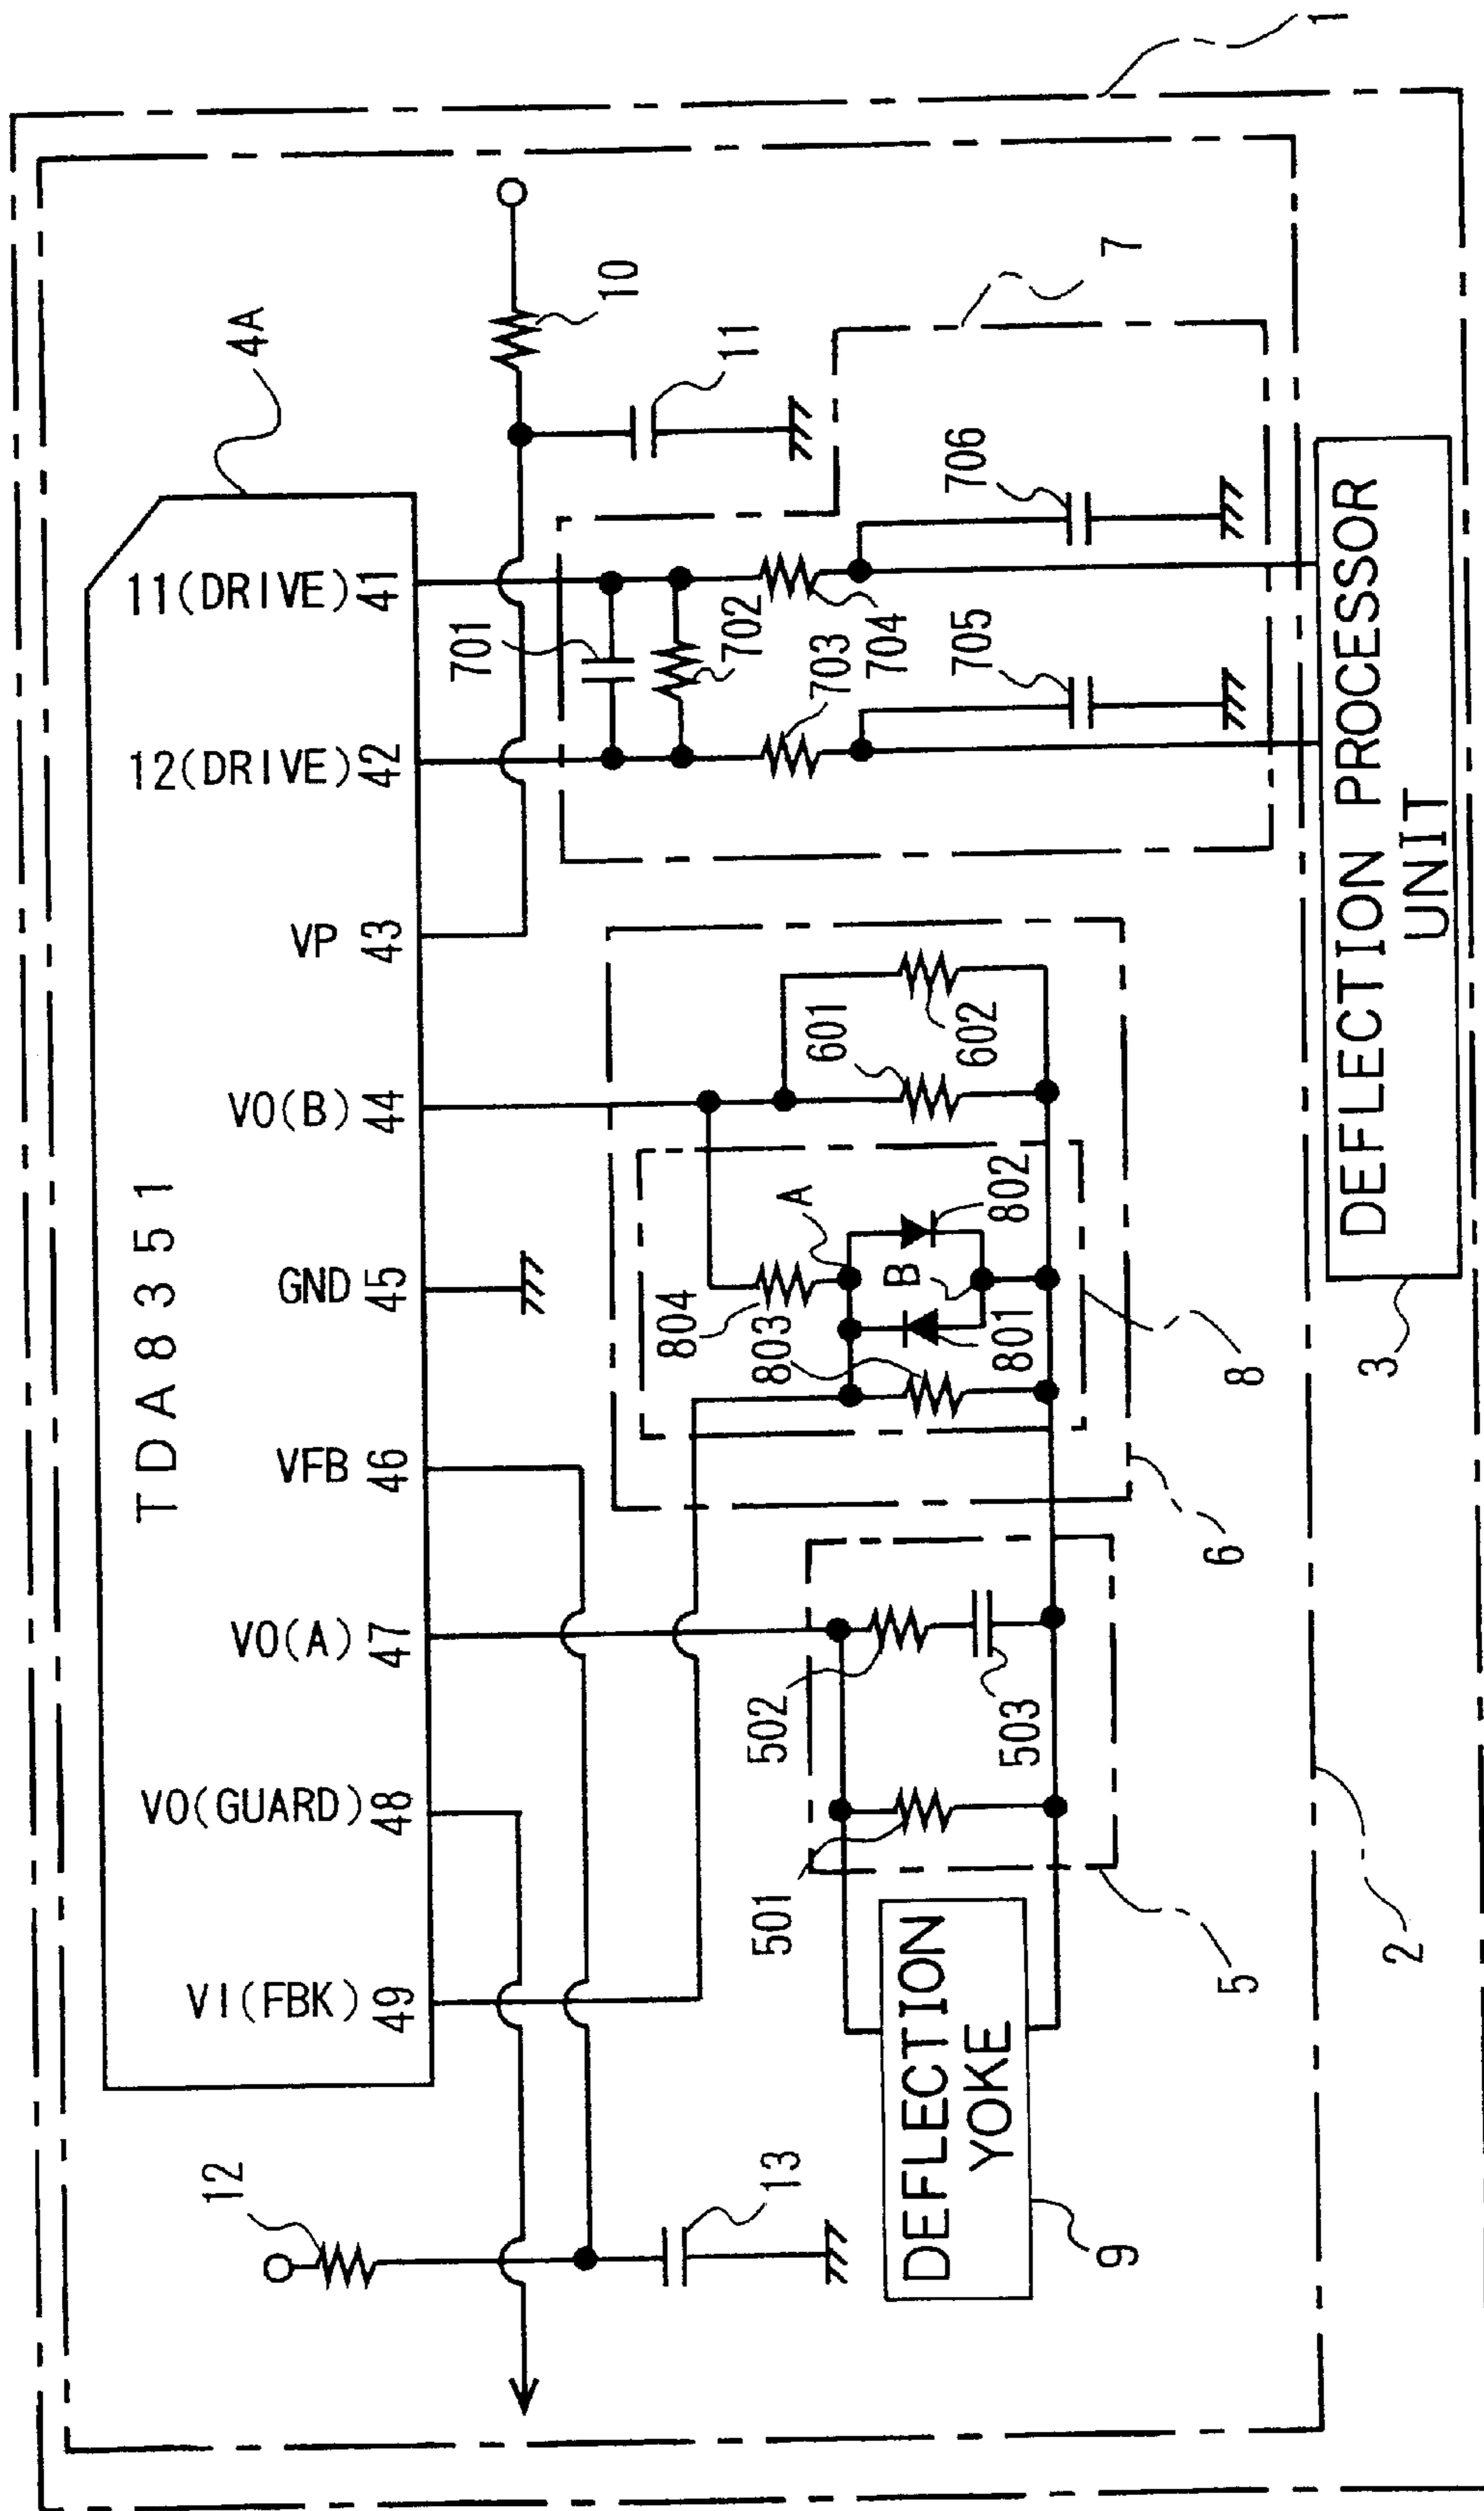 1
4A
TDA8351
VI(FBK)
VO(GUARD)
VO(A)
VFB
GND
VO(B)
VP
12(DRIVE)
11(DRIVE)
49
48
47
46
45
44
43
42
41
12
13
10
11
701
702
703
704
705
706
7
601
602
804
803
A
B
801
802
8
6
502
503
501
5
DEFLECTION
YOKE
9
2
DEFLECTION PROCESSOR
UNIT
3